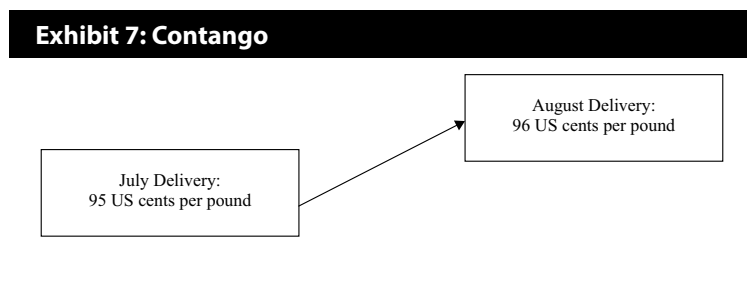 Exhibit 7: Contango
August Delivery:
96 US cents per pound
July Delivery:
95 US cents per pound